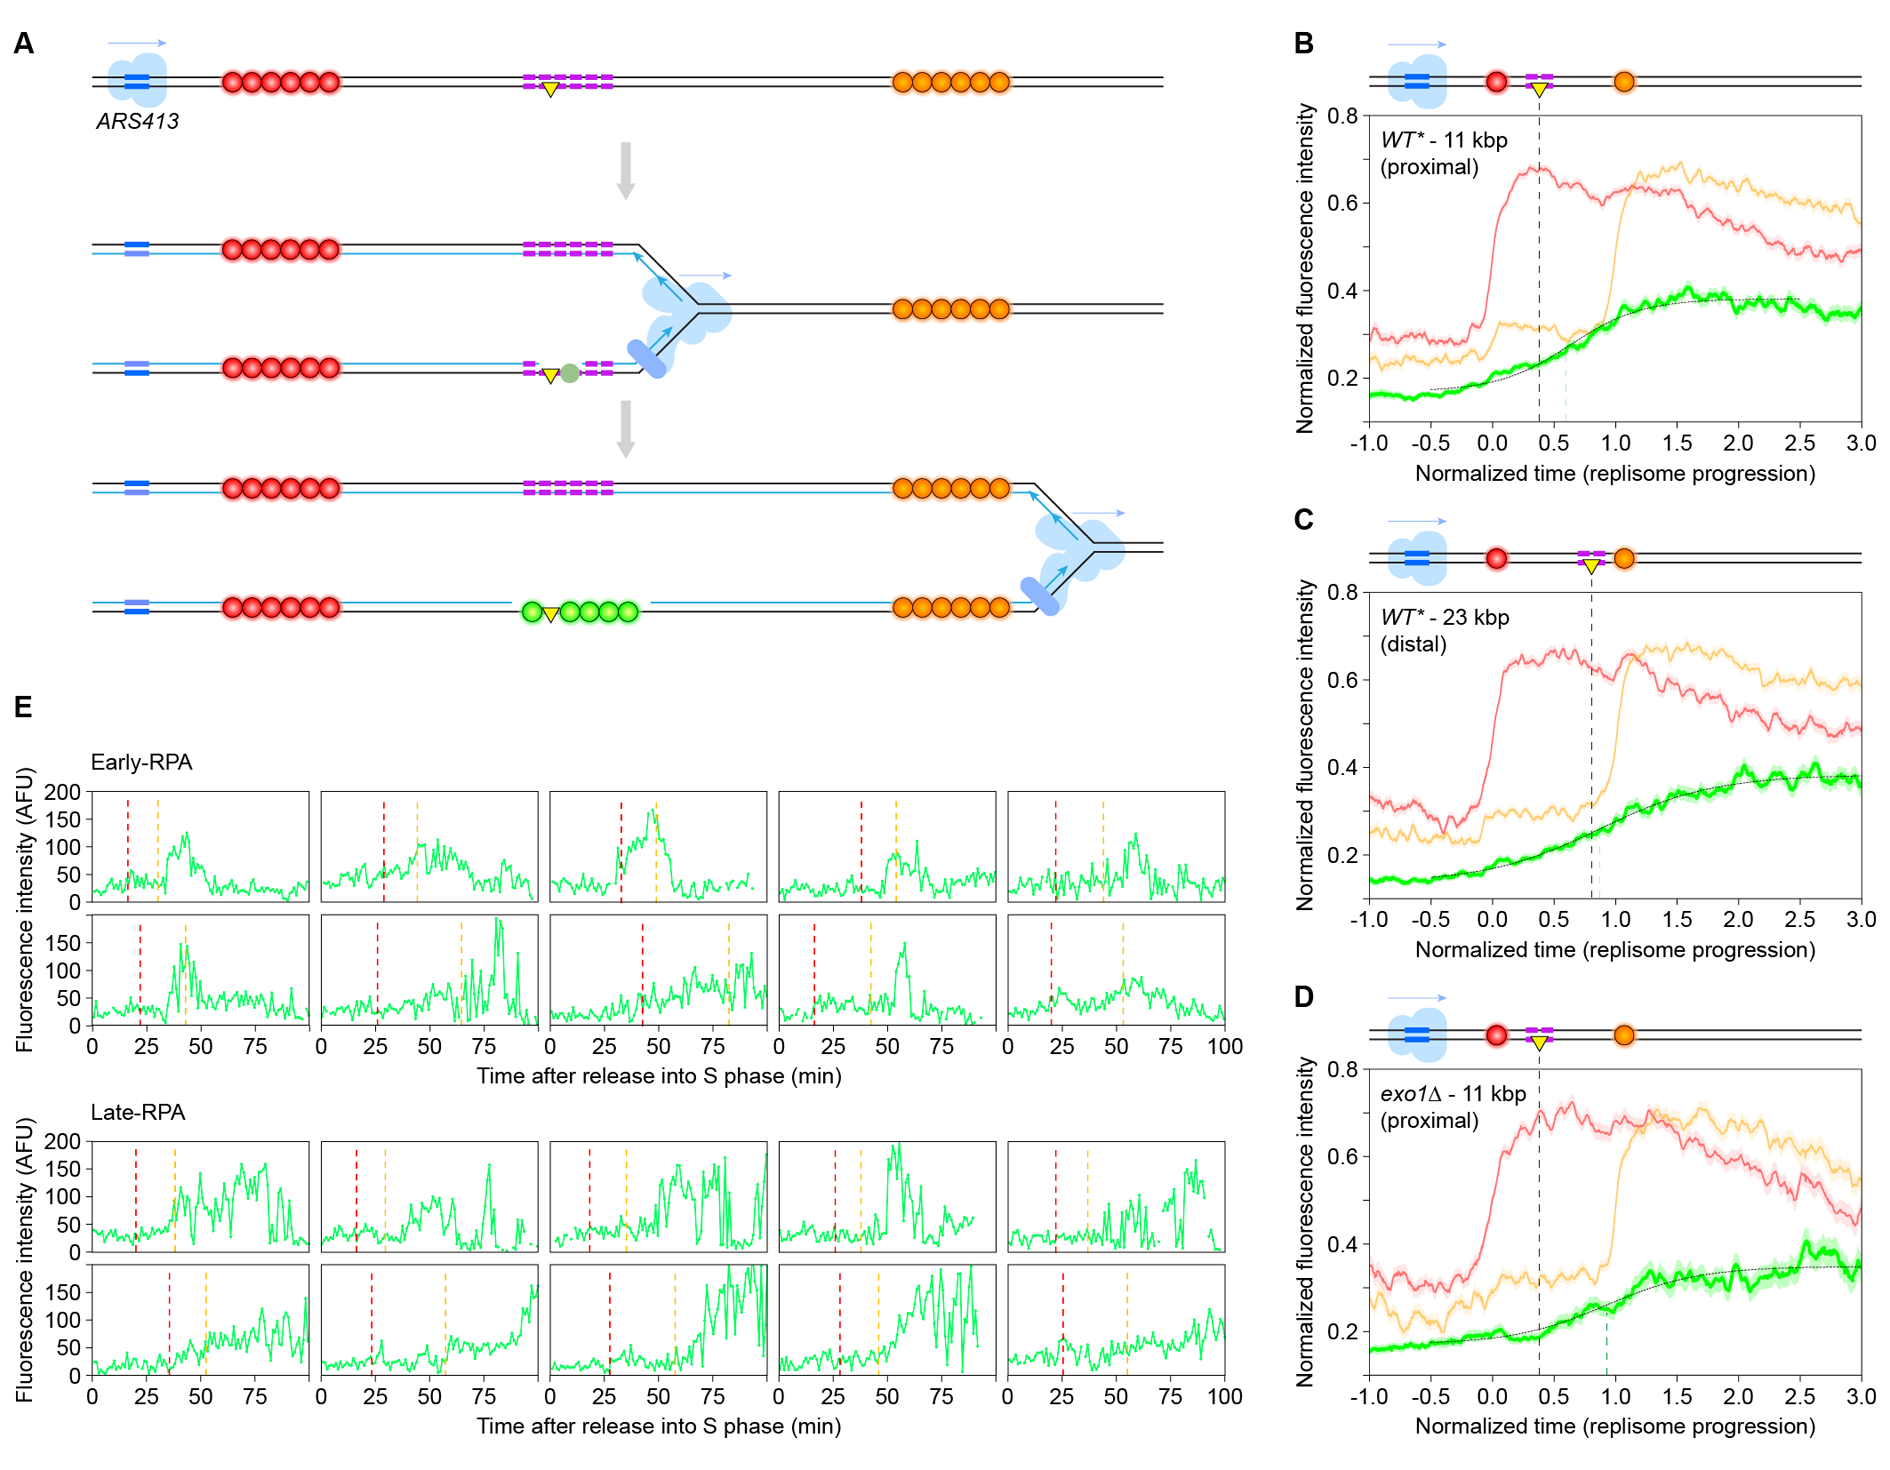 A
ARS413
B
WT* - 11 kbp
(proximal)
Normalized fluorescence intensity
0.8
0.6
0.4
0.2
-1.0 -0.5 0.0 0.5 1.0 1.5 2.0 2.5 3.0
Normalized time (replisome progression)
C
WT* - 23 kbp
(distal)
Normalized fluorescence intensity
0.8
0.6
0.4
0.2
-1.0 -0.5 0.0 0.5 1.0 1.5 2.0 2.5 3.0
Normalized time (replisome progression)
D
exo1Δ - 11 kbp
(proximal)
Normalized fluorescence intensity
0.8
0.6
0.4
0.2
-1.0 -0.5 0.0 0.5 1.0 1.5 2.0 2.5 3.0
Normalized time (replisome progression)
E
Early-RPA
Fluorescence intensity (AFU)
200
150
100
50
0
150
100
50
0
0 25 50 75 0 25 50 75 0 25 50 75 0 25 50 75 0 25 50 75 100
Time after release into S phase (min)
Late-RPA
Fluorescence intensity (AFU)
200
150
100
50
0
150
100
50
0
0 25 50 75 0 25 50 75 0 25 50 75 0 25 50 75 0 25 50 75 100
Time after release into S phase (min)